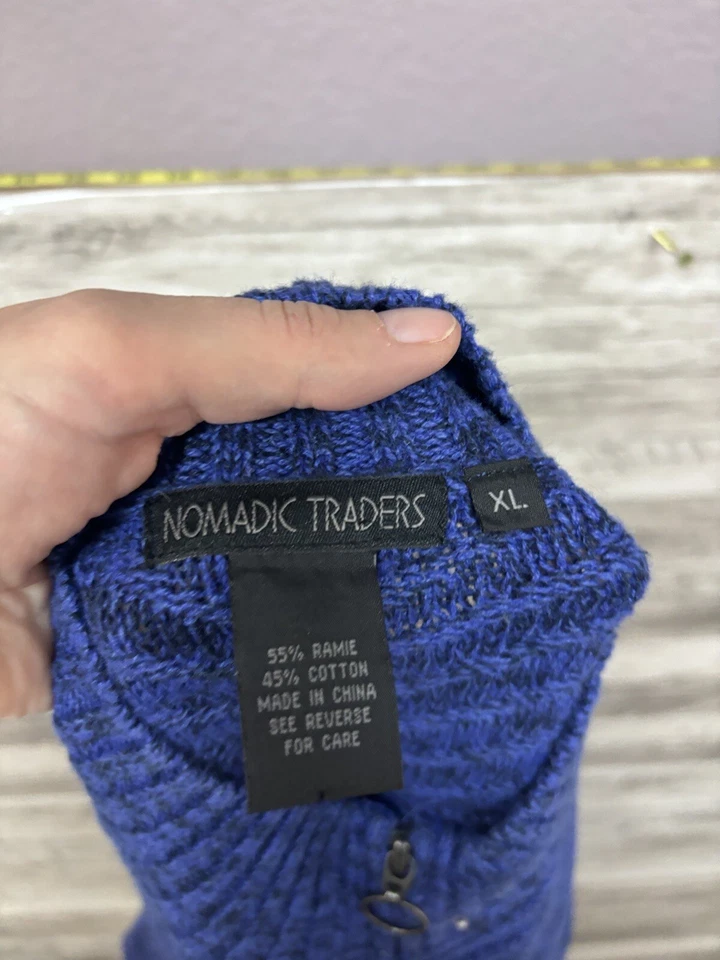 NOMADIC TRADERS
XL.
55% RAMIE
45% COTTON
MADE IN CHINA
SEE REVERSE
FOR CARE